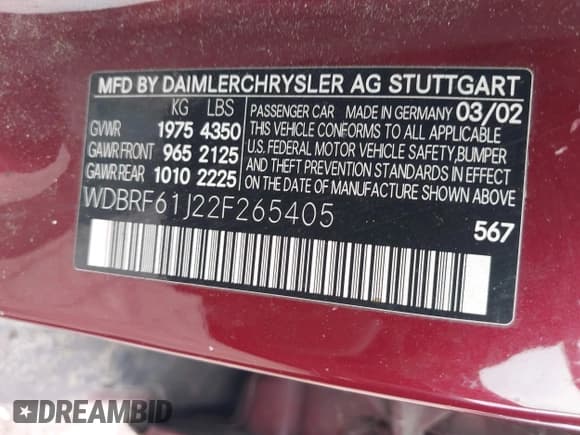 MFD BY DAIMLERCHRYSLER AG STUTTGART
KG LBS
GVWR 1975 4350
GAWR FRONT 965 2125
GAWR REAR 1010 2225
PASSENGER CAR MADE IN GERMANY 03/02
THIS VEHICLE CONFORMS TO ALL APPLICABLE
U.S. FEDERAL MOTOR VEHICLE SAFETY, BUMPER
AND THEFT PREVENTION STANDARDS IN EFFECT
ON THE DATE OF MANUFACTURE SHOWN ABOVE.
WDBRF61J22F265405
567
DREAMBID